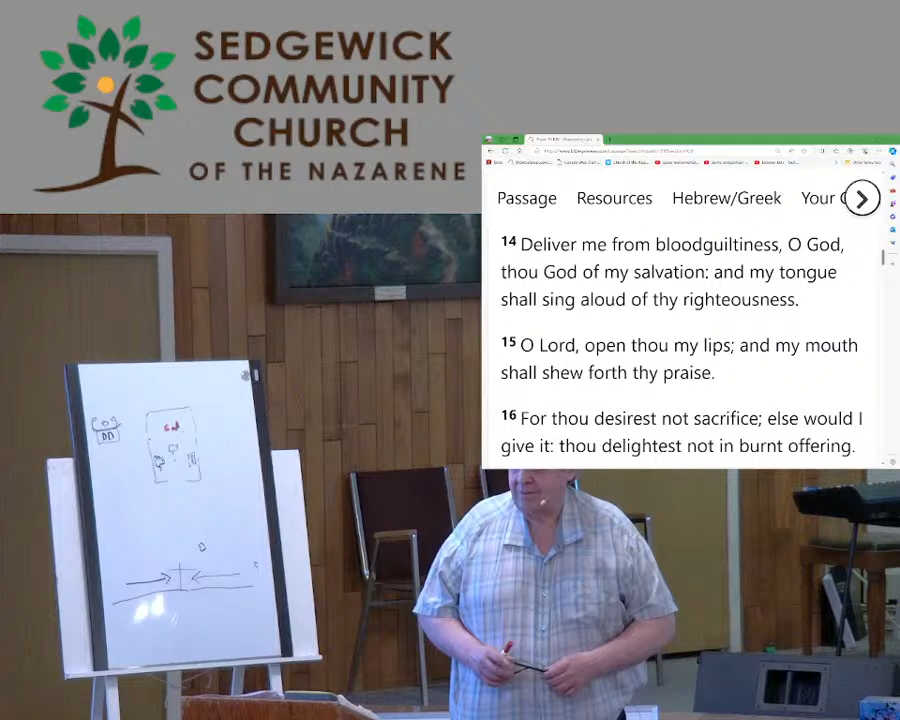 SEDGEWICK
COMMUNITY
CHURCH
OF THE NAZARENE
Passage Resources Hebrew/Greek Your
14 Deliver me from bloodguiltiness, O God,
thou God of my salvation: and my tongue
shall sing aloud of thy righteousness.
15 O Lord, open thou my lips; and my mouth
shall shew forth thy praise.
16 For thou desirest not sacrifice; else would I
give it: thou delightest not in burnt offering.
God